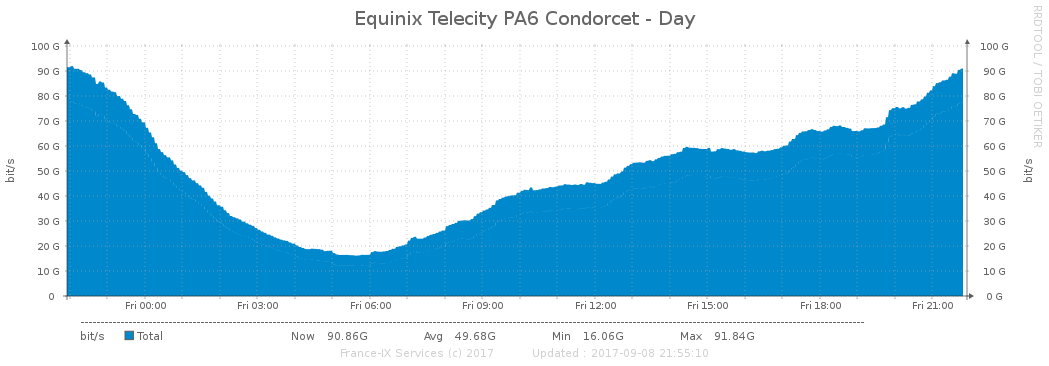 Equinix Telecity PA6 Condorcet - Day
RRDTOOL / TOBI OETIKER
bit/s
100 G 100 G
90 G 90 G
80 G 80 G
70 G 70 G
60 G 60 G
50 G 50 G
40 G 40 G
30 G 30 G
20 G 20 G
10 G 10 G
0 0 G
bit/s
Fri 00:00 Fri 03:00 Fri 06:00 Fri 09:00 Fri 12:00 Fri 15:00 Fri 18:00 Fri 21:00
bit/s Total Now 90.86G Avg 49.68G Min 16.06G Max 91.84G
France-IX Services (c) 2017 Updated : 2017-09-08 21:55:10